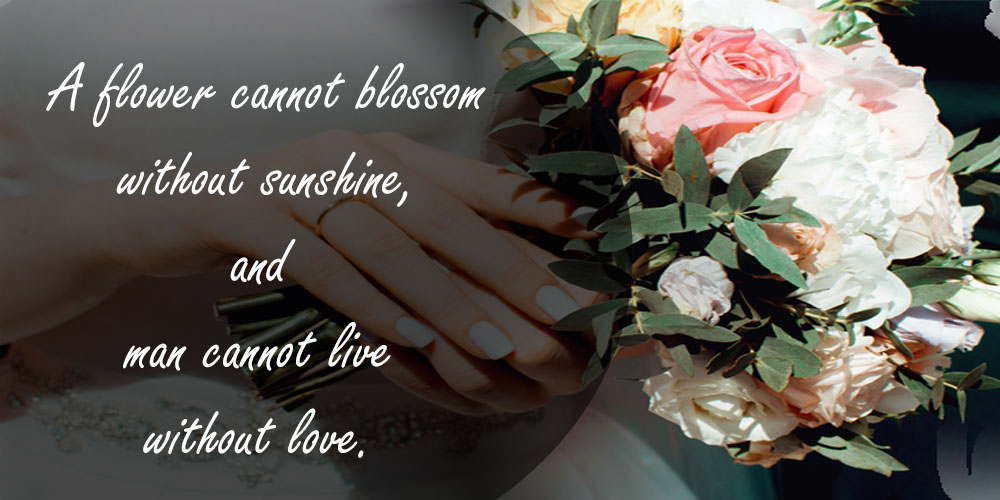 A flower cannot blossom
without sunshine,
and
man cannot live
without love.